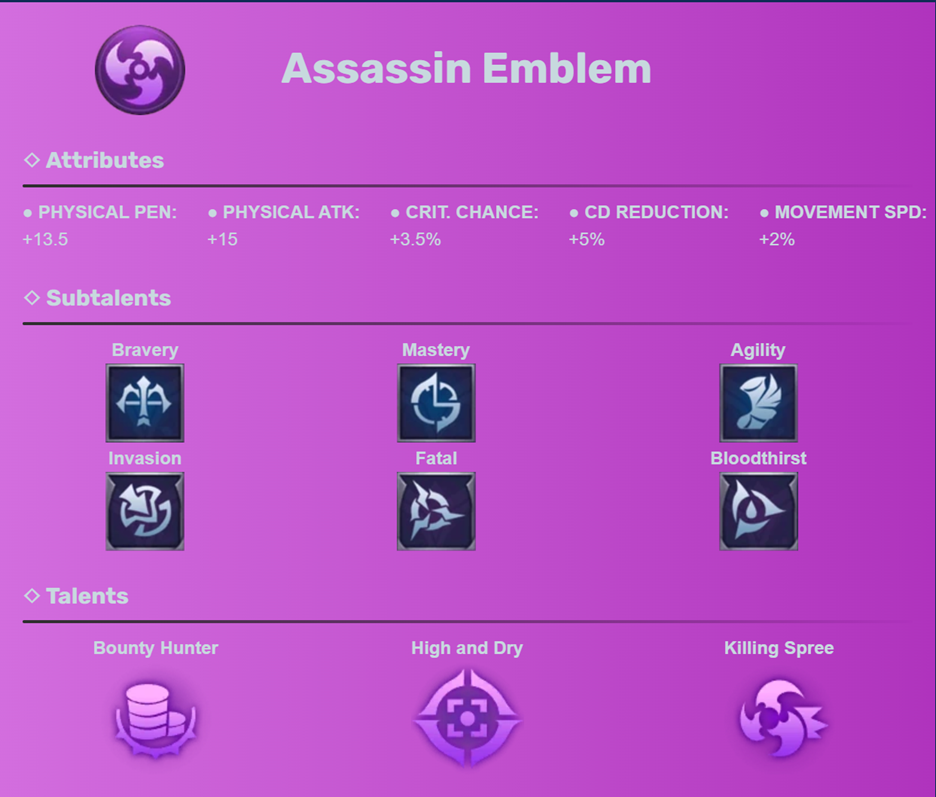 Assassin Emblem
◇ Attributes
● PHYSICAL PEN: ● PHYSICAL ATK: ● CRIT. CHANCE: ● CD REDUCTION: ● MOVEMENT SPD:
+13.5 +15 +3.5% +5% +2%
◇ Subtalents
Bravery Mastery Agility
Invasion Fatal Bloodthirst
◇ Talents
Bounty Hunter High and Dry Killing Spree